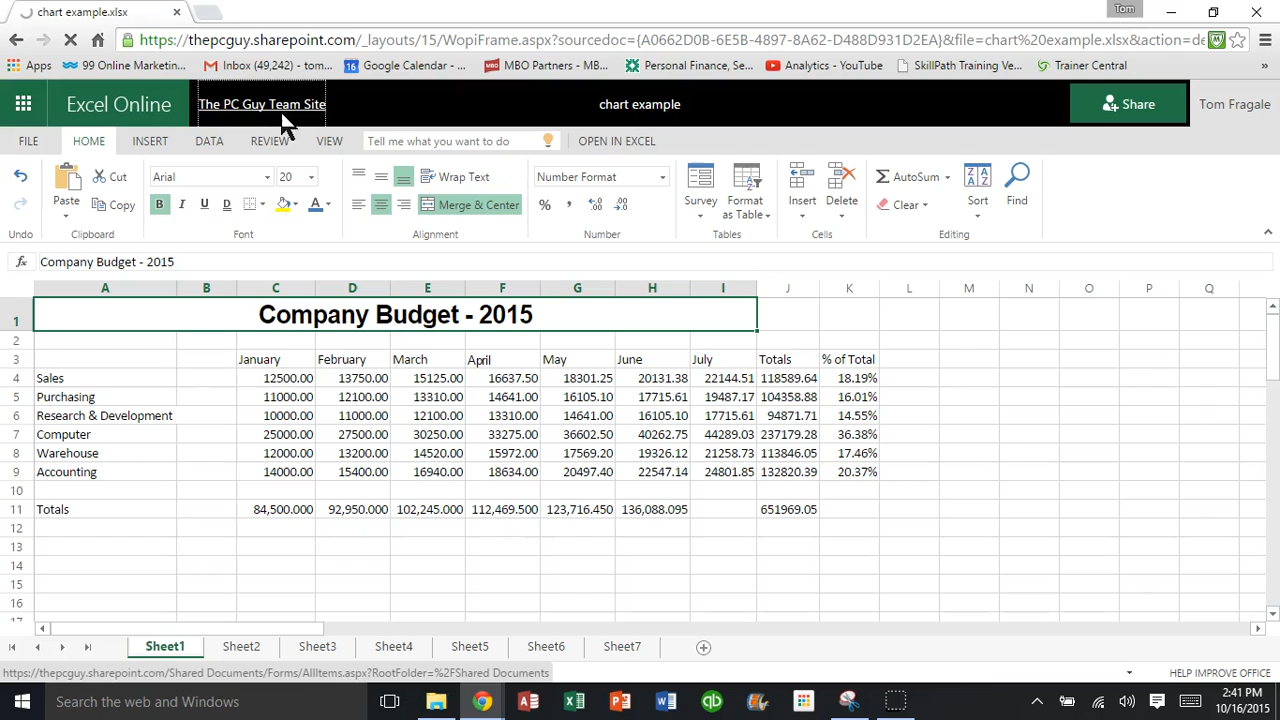 chart example.xlsx
Tom
https://thepcguy.sharepoint.com/_layouts/15/WopiFrame.aspx?sourcedoc={A0662D0B-6E5B-4897-8A62-D488D931D2EA}&file=chart%20example.xlsx&action=de
Apps 99 Online Marketin... Inbox (49,242) - tom... 16 Google Calendar - ... MBO Partners - MB... Personal Finance, Se... Analytics - YouTube SkillPath Training Ve... Trainer Central
Excel Online The PC Guy Team Site chart example Share Tom Fragale
FILE HOME INSERT DATA REVIEW VIEW Tell me what you want to do OPEN IN EXCEL
Paste Cut Arial 20 Wrap Text Number Format Survey Format as Table Insert Delete AutoSum Sort Find
Copy B I U D A Merge & Center % , Clear
Undo Clipboard Font Alignment Number Tables Cells Editing
fx Company Budget - 2015
A B C D E F G H I J K L M N O P Q
1 Company Budget - 2015
2
3 January February March April May June July Totals % of Total
4 Sales 12500.00 13750.00 15125.00 16637.50 18301.25 20131.38 22144.51 118589.64 18.19%
5 Purchasing 11000.00 12100.00 13310.00 14641.00 16105.10 17715.61 19487.17 104358.88 16.01%
6 Research & Development 10000.00 11000.00 12100.00 13310.00 14641.00 16105.10 17715.61 94871.71 14.55%
7 Computer 25000.00 27500.00 30250.00 33275.00 36602.50 40262.75 44289.03 237179.28 36.38%
8 Warehouse 12000.00 13200.00 14520.00 15972.00 17569.20 19326.12 21258.73 113846.05 17.46%
9 Accounting 14000.00 15400.00 16940.00 18634.00 20497.40 22547.14 24801.85 132820.39 20.37%
10
11 Totals 84,500.000 92,950.000 102,245.000 112,469.500 123,716.450 136,088.095 651969.05
12
13
14
15
16
17
Sheet1 Sheet2 Sheet3 Sheet4 Sheet5 Sheet6 Sheet7
https://thepcguy.sharepoint.com/Shared Documents/Forms/AllItems.aspx?RootFolder=%2FShared Documents HELP IMPROVE OFFICE
Search the web and Windows
2:41 PM
10/16/2015